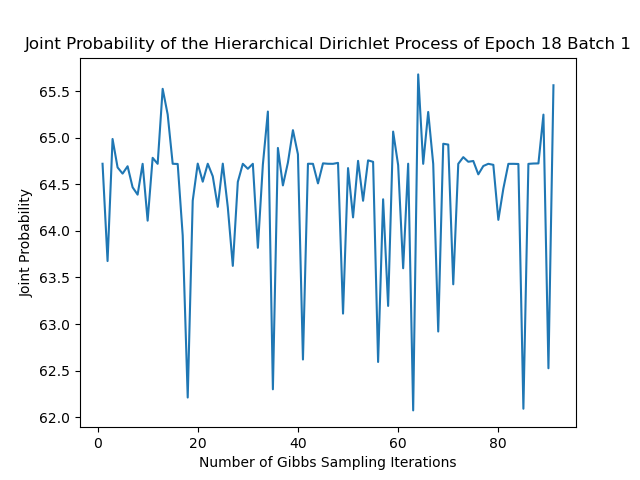 Joint Probability of the Hierarchical Dirichlet Process of Epoch 18 Batch 1
65.5
65.0
64.5
64.0
63.5
63.0
62.5
62.0
Joint Probability
0 20 40 60 80
Number of Gibbs Sampling Iterations